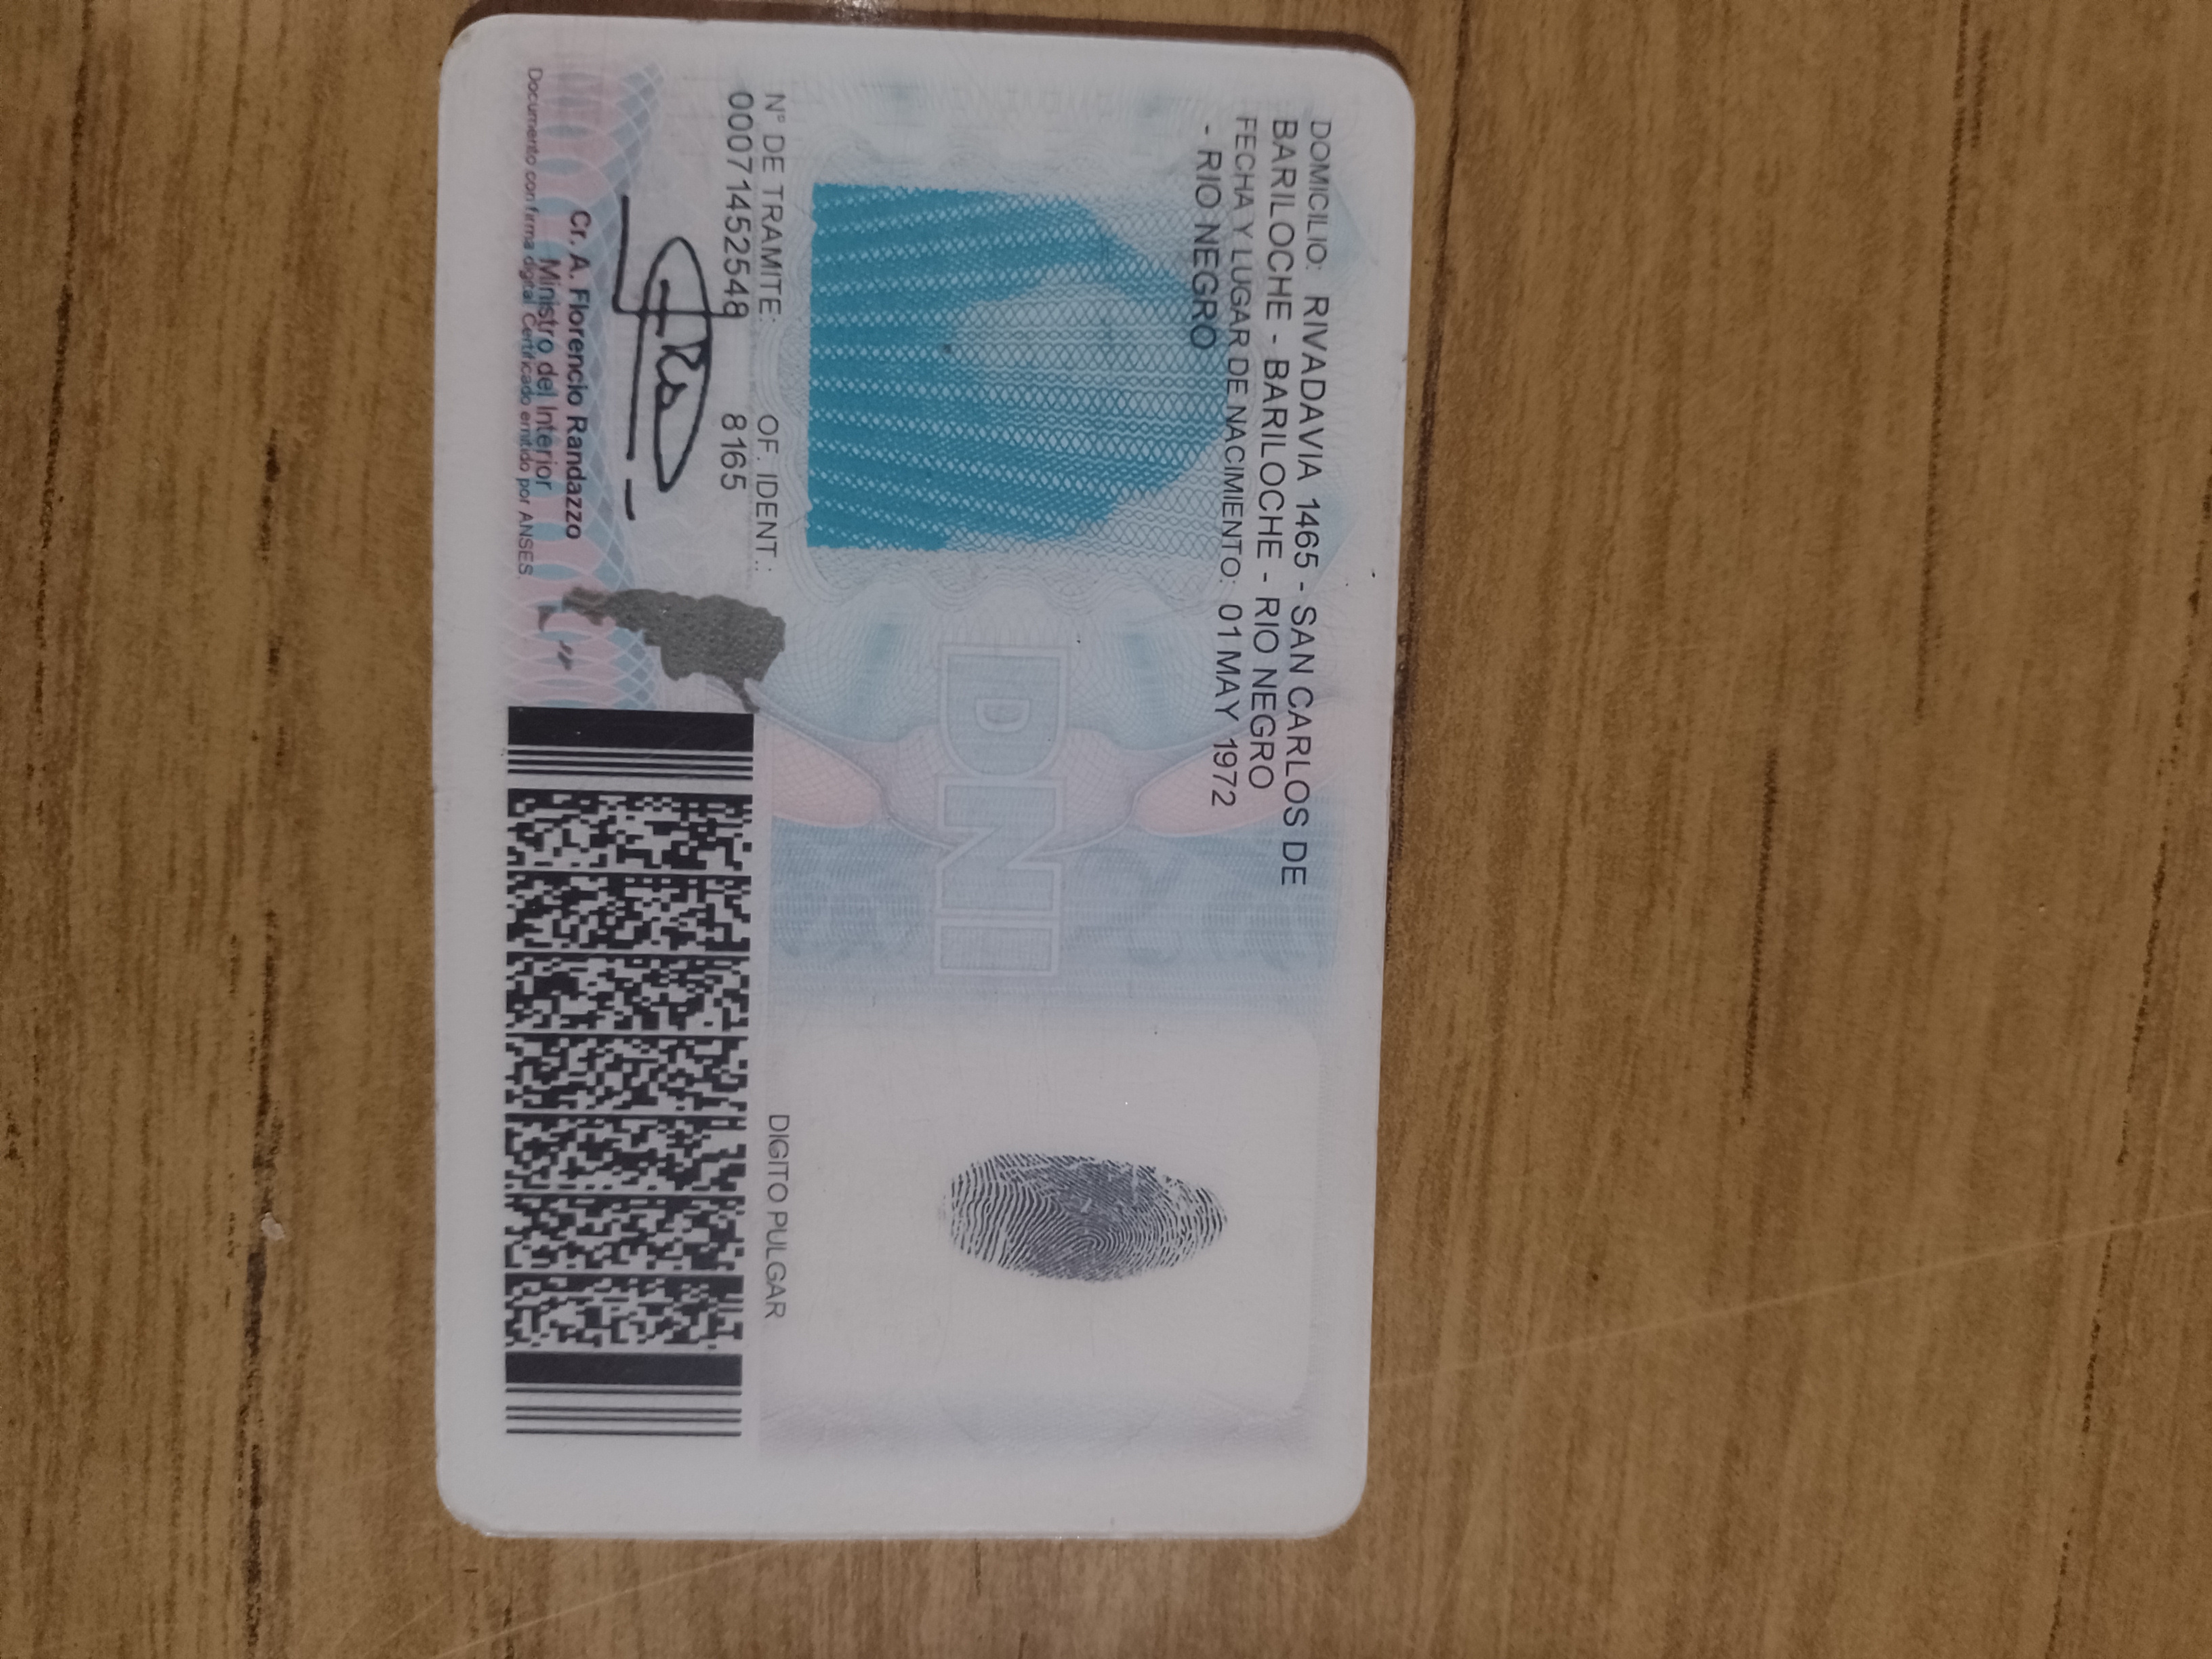 DOMICILIO: RIVADAVIA 1465 - SAN CARLOS DE
BARILOCHE - BARILOCHE - RIO NEGRO
FECHA Y LUGAR DE NACIMIENTO: 01 MAY 1972
- RIO NEGRO
DNI
N° DE TRAMITE: OF. IDENT.:
00071452548 8165
Cr. A. Florencio Randazzo
Ministro del Interior
Documento con firma digital Certificado emitido por ANSES
DIGITO PULGAR